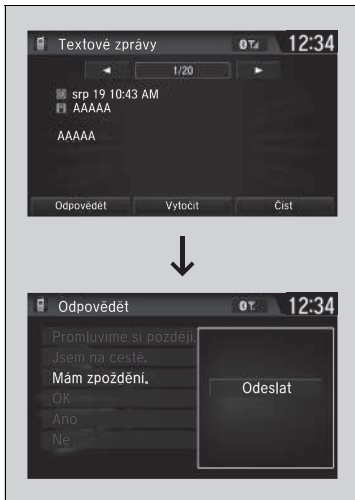 Textové zprávy
12:34
1/20
srp 19 10:43 AM
AAAAA
AAAAA
Odpovědět Vytočit Číst
Odpovědět
12:34
Promluvíme si později.
Jsem na cestě.
Mám zpoždění.
OK
Ano
Ne
Odeslat